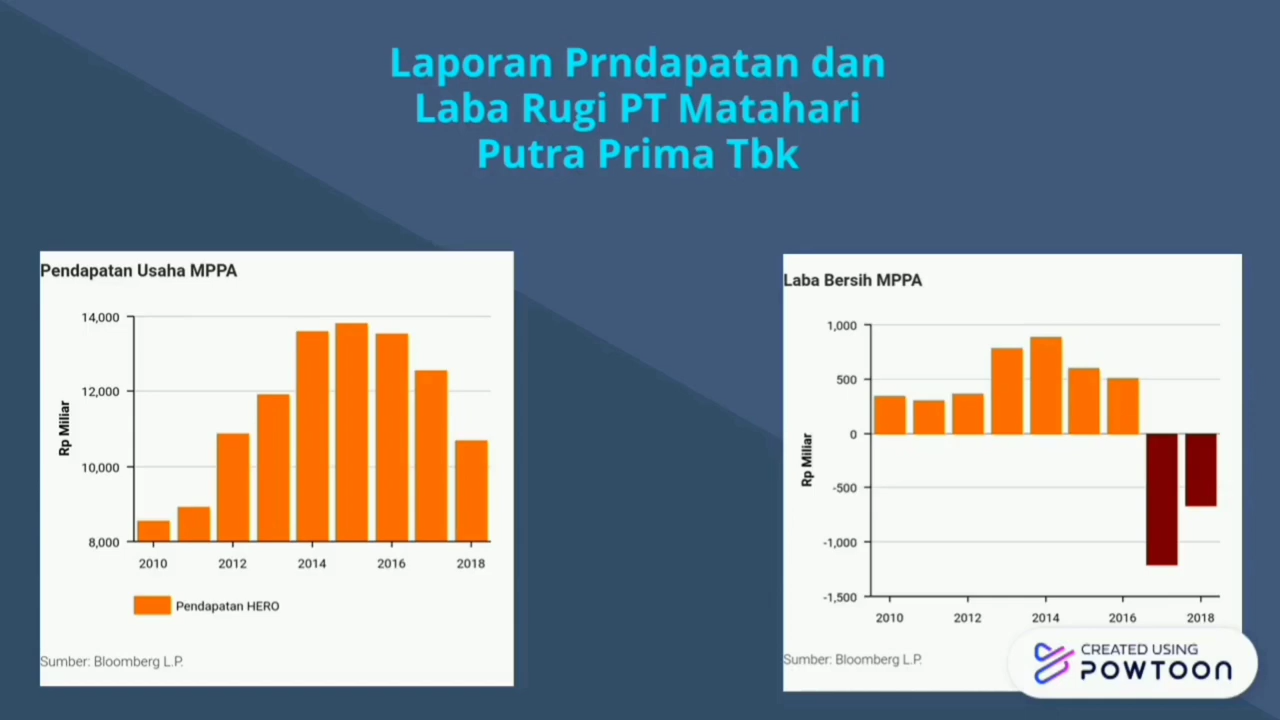 Laporan Prndapatan dan
Laba Rugi PT Matahari
Putra Prima Tbk
Pendapatan Usaha MPPA
14,000
12,000
10,000
8,000
Rp Miliar
2010
2012
2014
2016
2018
Pendapatan HERO
Sumber: Bloomberg L.P.
Laba Bersih MPPA
1,000
500
0
-500
-1,000
-1,500
Rp Miliar
2010
2012
2014
2016
2018
Sumber: Bloomberg L.P.
CREATED USING
POWTOON